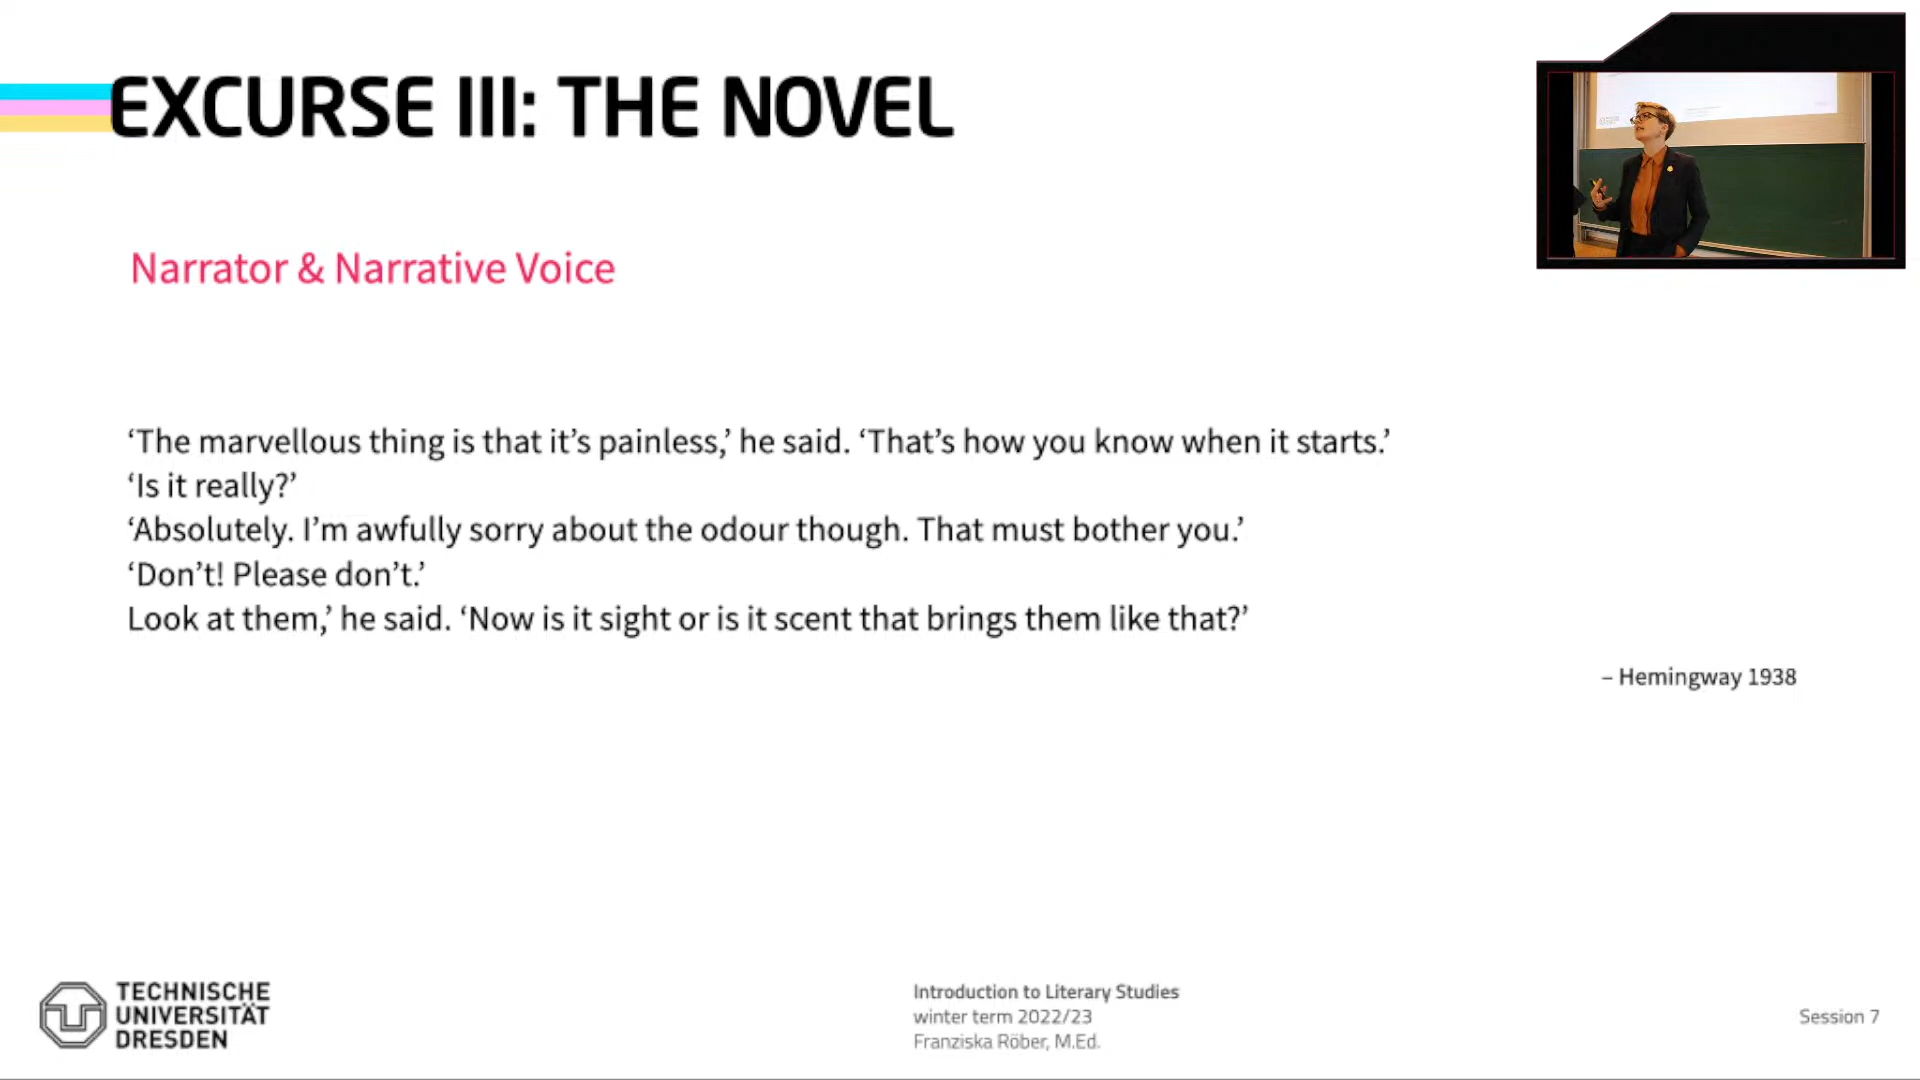 EXCURSE III: THE NOVEL
Narrator & Narrative Voice
‘The marvellous thing is that it’s painless,’ he said. ‘That’s how you know when it starts.’
‘Is it really?’
‘Absolutely. I’m awfully sorry about the odour though. That must bother you.’
‘Don’t! Please don’t.’
Look at them,’ he said. ‘Now is it sight or is it scent that brings them like that?’
– Hemingway 1938
TECHNISCHE
UNIVERSITÄT
DRESDEN
Introduction to Literary Studies
winter term 2022/23
Franziska Röber, M.Ed.
Session 7